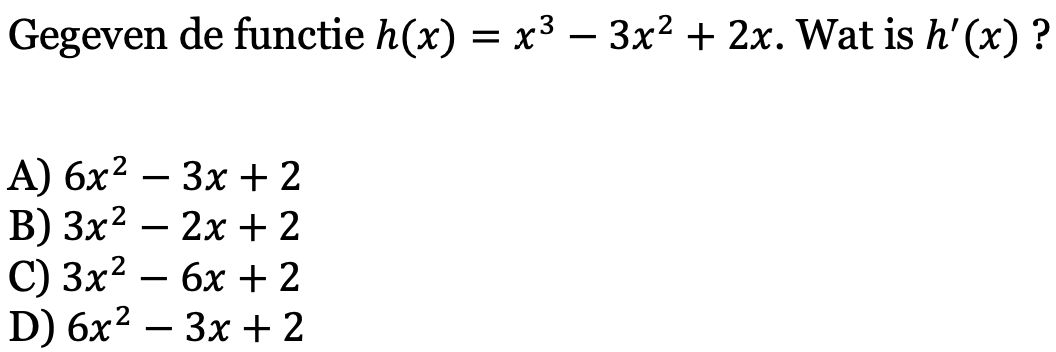 Gegeven de functie h(x) = x³ − 3x² + 2x. Wat is h′(x) ?
A) 6x² − 3x + 2
B) 3x² − 2x + 2
C) 3x² − 6x + 2
D) 6x² − 3x + 2